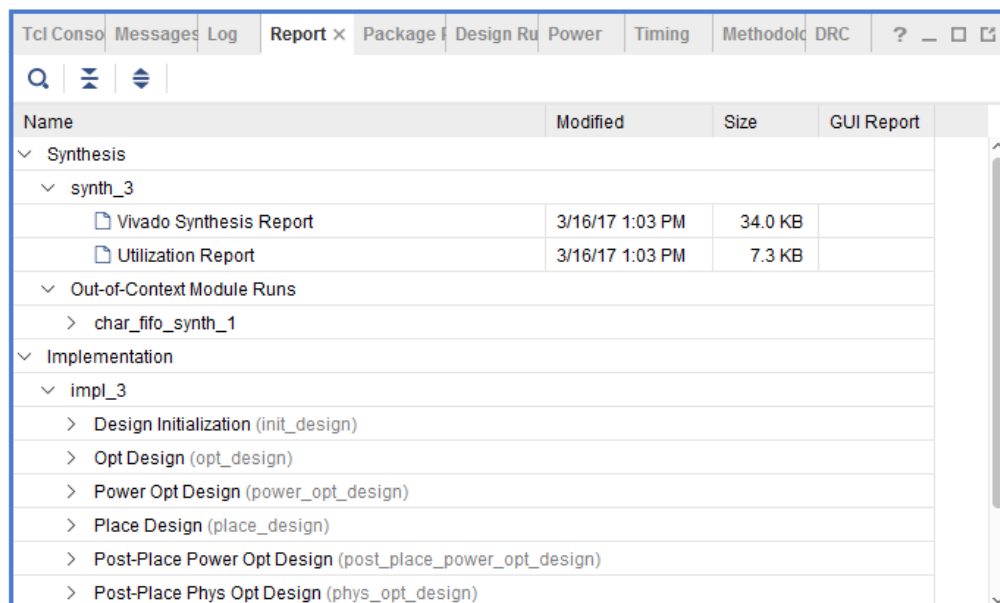 Tcl Conso Messages Log Report × Package Design Ru Power Timing Methodolo DRC ?
Name Modified Size GUI Report
Synthesis
synth_3
Vivado Synthesis Report 3/16/17 1:03 PM 34.0 KB
Utilization Report 3/16/17 1:03 PM 7.3 KB
Out-of-Context Module Runs
char_fifo_synth_1
Implementation
impl_3
Design Initialization (init_design)
Opt Design (opt_design)
Power Opt Design (power_opt_design)
Place Design (place_design)
Post-Place Power Opt Design (post_place_power_opt_design)
Post-Place Phys Opt Design (phys_opt_design)